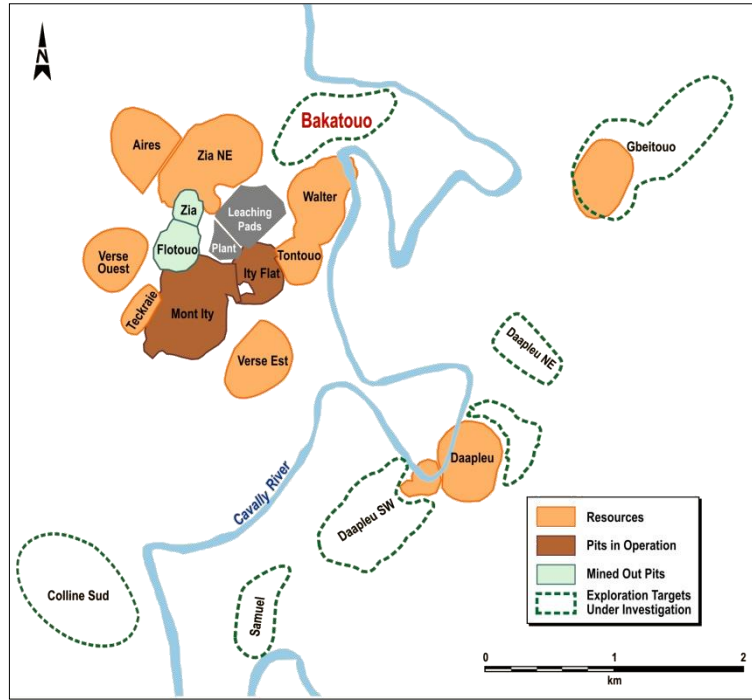 N
Bakatouo
Gbeitouo
Aires
Zia NE
Walter
Zia
Leaching
Pads
Plant
Flotouo
Verse
Ouest
Tontouo
Ity Flat
Teckraie
Mont Ity
Verse Est
Daapleu NE
Daapleu
Cavally River
Daapleu SW
Colline Sud
Samuel
Resources
Pits in Operation
Mined Out Pits
Exploration Targets
Under Investigation
0 1 2
km